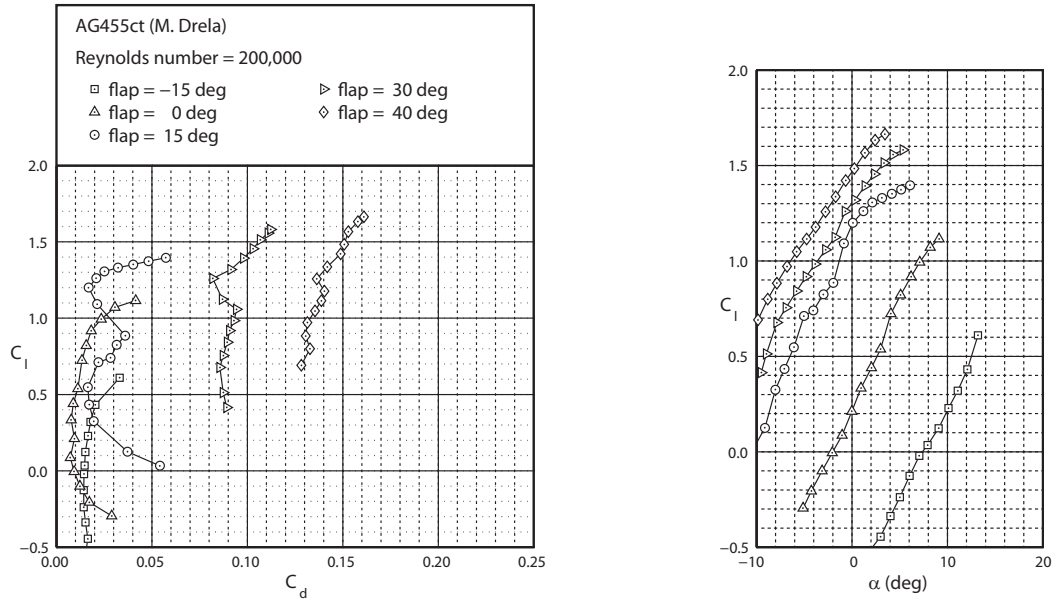 AG455ct (M. Drela)
Reynolds number = 200,000
flap = −15 deg
flap = 0 deg
flap = 15 deg
flap = 30 deg
flap = 40 deg
2.0
1.5
1.0
0.5
0.0
−0.5
C l
0.00 0.05 0.10 0.15 0.20 0.25
C d
2.0
1.5
1.0
0.5
0.0
−0.5
C l
−10 0 10 20
α (deg)